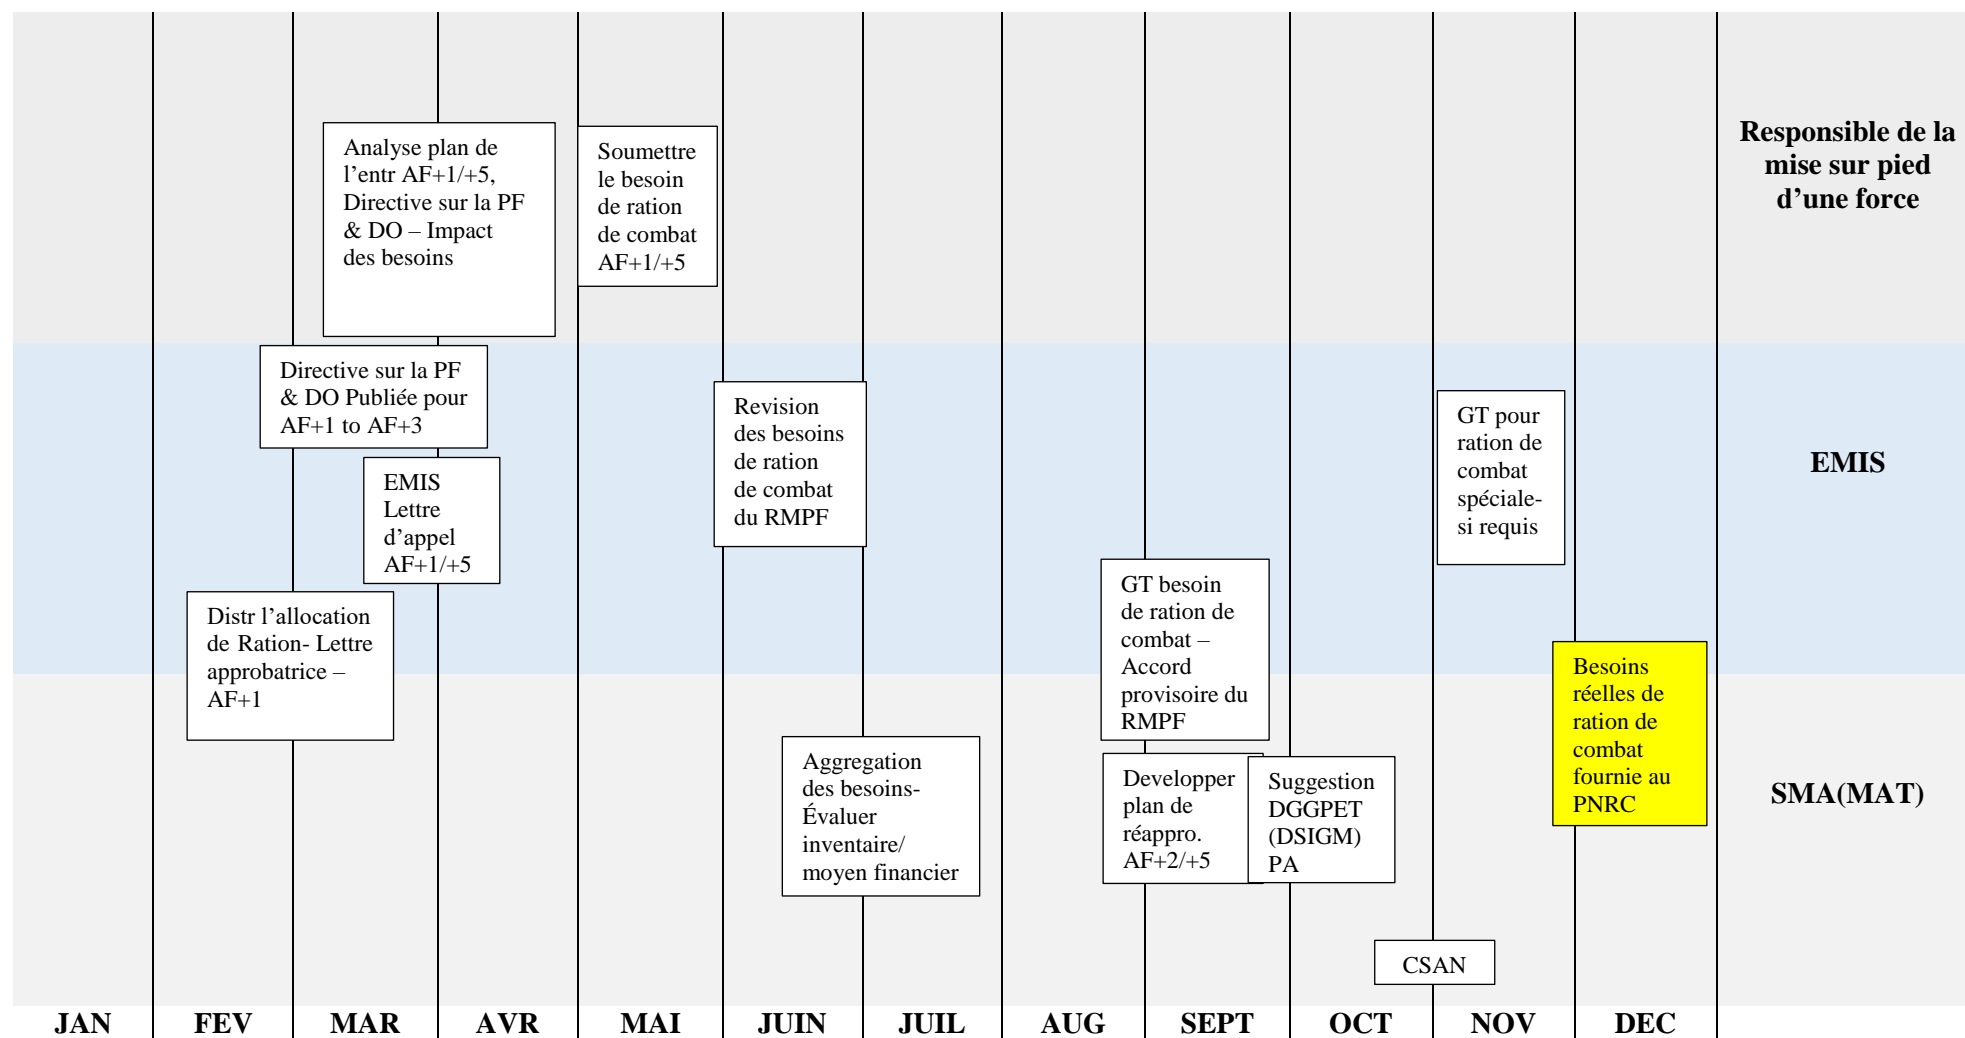 Analyse plan de
l’entr AF+1/+5,
Directive sur la PF
& DO – Impact
des besoins
Soumettre
le besoin
de ration
de combat
AF+1/+5
Responsible de la
mise sur pied
d’une force
Directive sur la PF
& DO Publiée pour
AF+1 to AF+3
EMIS
Lettre
d’appel
AF+1/+5
Distr l’allocation
de Ration- Lettre
approbatrice –
AF+1
Revision
des besoins
de ration
de combat
du RMPF
GT besoin
de ration de
combat –
Accord
provisoire du
RMPF
GT pour
ration de
combat
spéciale-
si requis
EMIS
Aggregation
des besoins-
Évaluer
inventaire/
moyen financier
Developper
plan de
réappro.
AF+2/+5
Suggestion
DGGPET
(DSIGM)
PA
CSAN
Besoins
réelles de
ration de
combat
fournie au
PNRC
SMA(MAT)
JAN FEV MAR AVR MAI JUIN JUIL AUG SEPT OCT NOV DEC